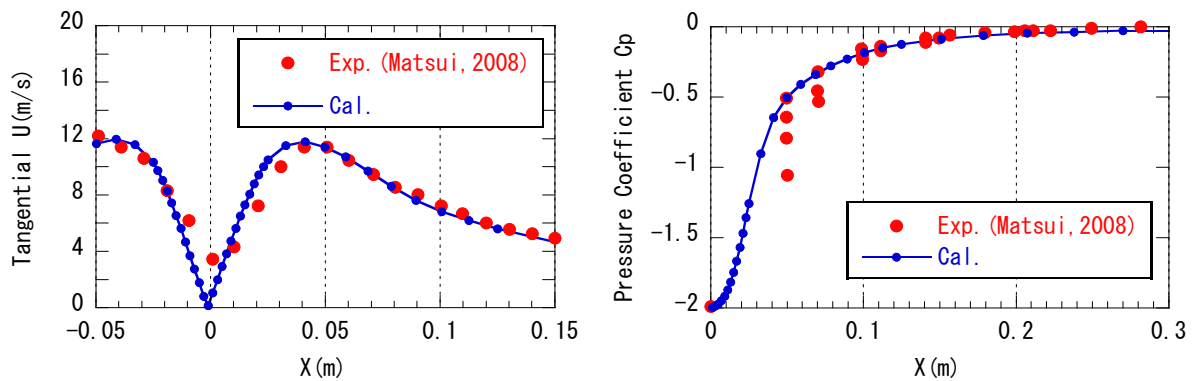 20
16
12
8
4
0
Tangential U(m/s)
Exp.(Matsui,2008)
Cal.
-0.05
0
0.05
0.1
0.15
X(m)
0
-0.5
-1
-1.5
-2
Pressure Coefficient Cp
Exp.(Matsui,2008)
Cal.
0
0.1
0.2
0.3
X(m)